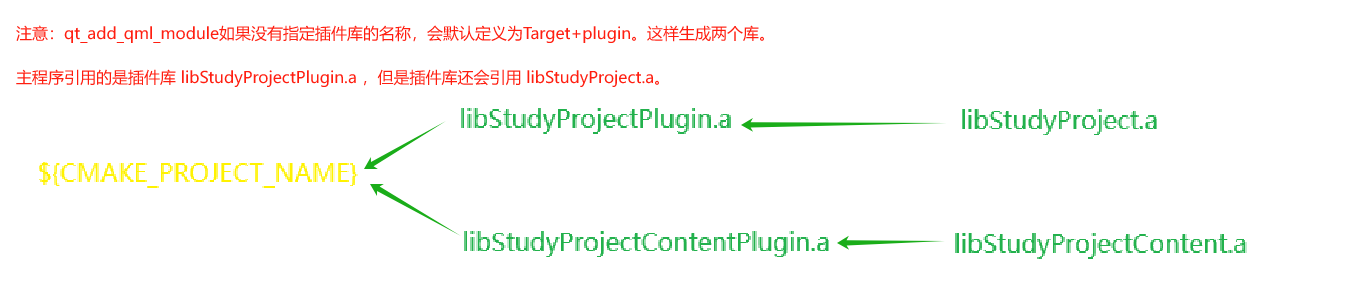 注意：qt_add_qml_module如果没有指定插件库的名称，会默认定义为Target+plugin。这样生成两个库。
主程序引用的是插件库 libStudyProjectPlugin.a ，但是插件库还会引用 libStudyProject.a。
libStudyProjectPlugin.a libStudyProject.a
${CMAKE_PROJECT_NAME}
libStudyProjectContentPlugin.a libStudyProjectContent.a